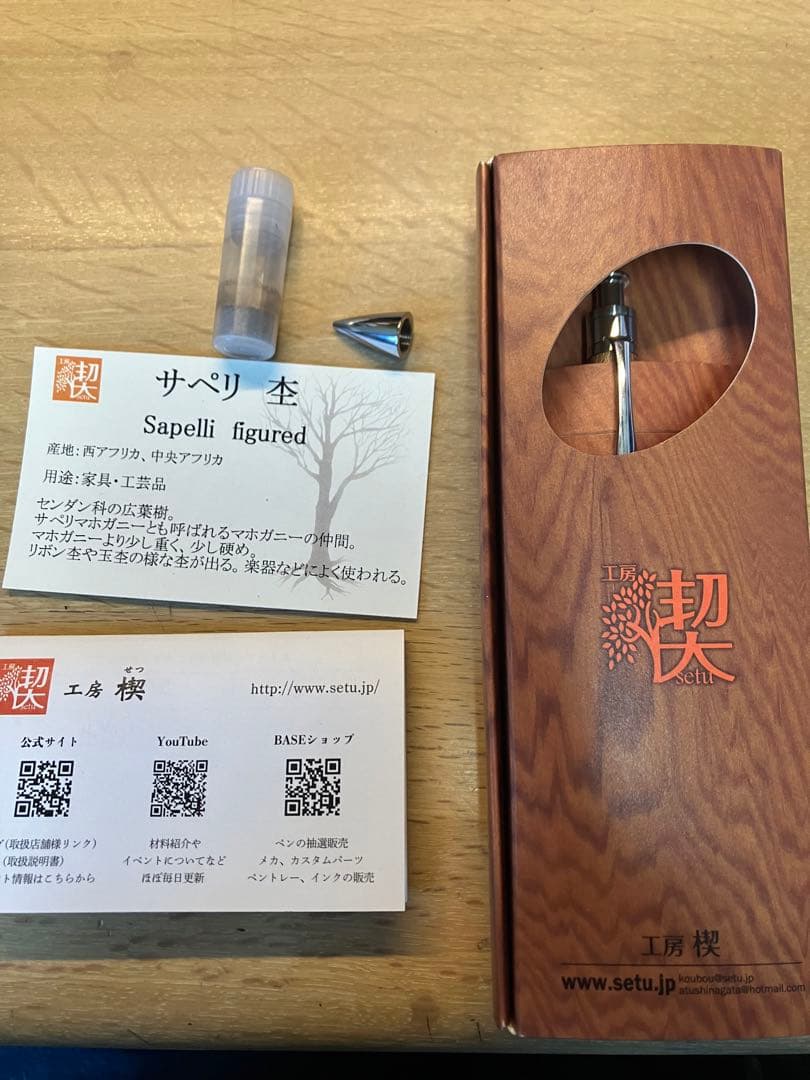 工房
楔
setu
サペリ 杢
Sapelli figured
産地:西アフリカ、中央アフリカ
用途:家具・工芸品
センダン科の広葉樹。
サペリマホガニーとも呼ばれるマホガニーの仲間。
マホガニーより少し重く、少し硬め。
リボン杢や玉杢の様な杢が出る。楽器などによく使われる。
工房
楔
setu
せつ
工房 楔
http://www.setu.jp/
公式サイト
YouTube
BASEショップ
(取扱店舗様リンク)
(取扱説明書)
ト情報はこちらから
材料紹介や
イベントについてなど
ほぼ毎日更新
ペンの抽選販売
メカ、カスタムパーツ
ペントレー、インクの販売
工房
楔
setu
工房 楔
www.setu.jp
koubou@setu.jp
atushinagata@hotmail.com